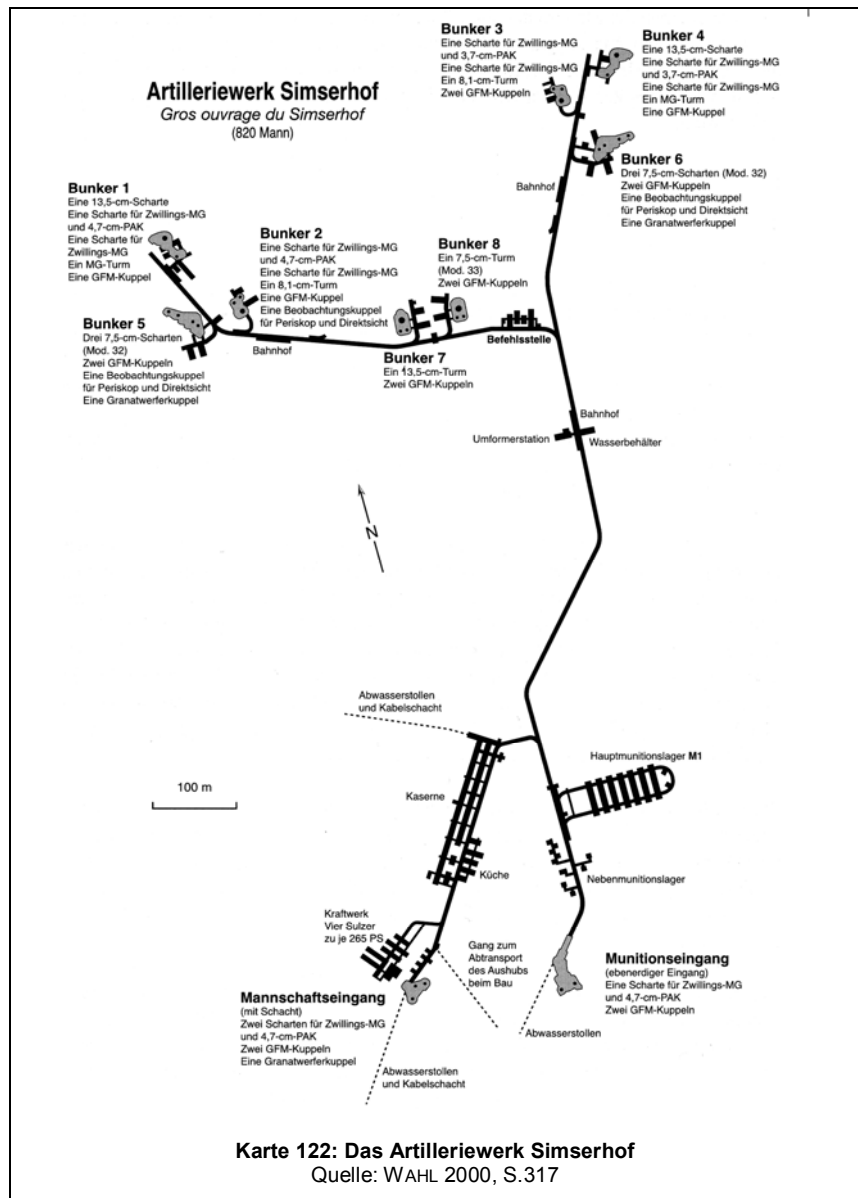 Artilleriewerk Simserhof
Gros ouvrage du Simserhof
(820 Mann)
Bunker 3
Eine Scharte für Zwillings-MG
und 3,7-cm-PAK
Eine Scharte für Zwillings-MG
Ein 8,1-cm-Turm
Zwei GFM-Kuppeln
Bunker 4
Eine 13,5-cm-Scharte
Eine Scharte für Zwillings-MG
und 3,7-cm-PAK
Eine Scharte für Zwillings-MG
Ein MG-Turm
Eine GFM-Kuppel
Bunker 6
Drei 7,5-cm-Scharten (Mod. 32)
Zwei GFM-Kuppeln
Eine Beobachtungskuppel
für Periskop und Direktsicht
Eine Granatwerferkuppel
Bahnhof
Bunker 1
Eine 13,5-cm-Scharte
Eine Scharte für Zwillings-MG
und 4,7-cm-PAK
Eine Scharte für
Zwillings-MG
Ein MG-Turm
Eine GFM-Kuppel
Bunker 2
Eine Scharte für Zwillings-MG
und 4,7-cm-PAK
Eine Scharte für Zwillings-MG
Ein 8,1-cm-Turm
Eine GFM-Kuppel
Eine Beobachtungskuppel
für Periskop und Direktsicht
Bunker 8
Ein 7,5-cm-Turm
(Mod. 33)
Zwei GFM-Kuppeln
Bunker 5
Drei 7,5-cm-Scharten
(Mod. 32)
Zwei GFM-Kuppeln
Eine Beobachtungskuppel
für Periskop und Direktsicht
Eine Granatwerferkuppel
Bahnhof
Bunker 7
Ein 13,5-cm-Turm
Zwei GFM-Kuppeln
Befehlsstelle
Bahnhof
Umformerstation
Wasserbehälter
N
Abwasserstollen
und Kabelschacht
100 m
Hauptmunitionslager M1
Kaserne
Küche
Nebenmunitionslager
Kraftwerk
Vier Sulzer
zu je 265 PS
Gang zum
Abtransport
des Aushubs
beim Bau
Mannschaftseingang
(mit Schacht)
Zwei Scharten für Zwillings-MG
und 4,7-cm-PAK
Zwei GFM-Kuppeln
Eine Granatwerferkuppel
Munitionseingang
(ebenerdiger Eingang)
Eine Scharte für Zwillings-MG
und 4,7-cm-PAK
Zwei GFM-Kuppeln
Abwasserstollen
Abwasserstollen
und Kabelschacht
Karte 122: Das Artilleriewerk Simserhof
Quelle: WAHL 2000, S.317